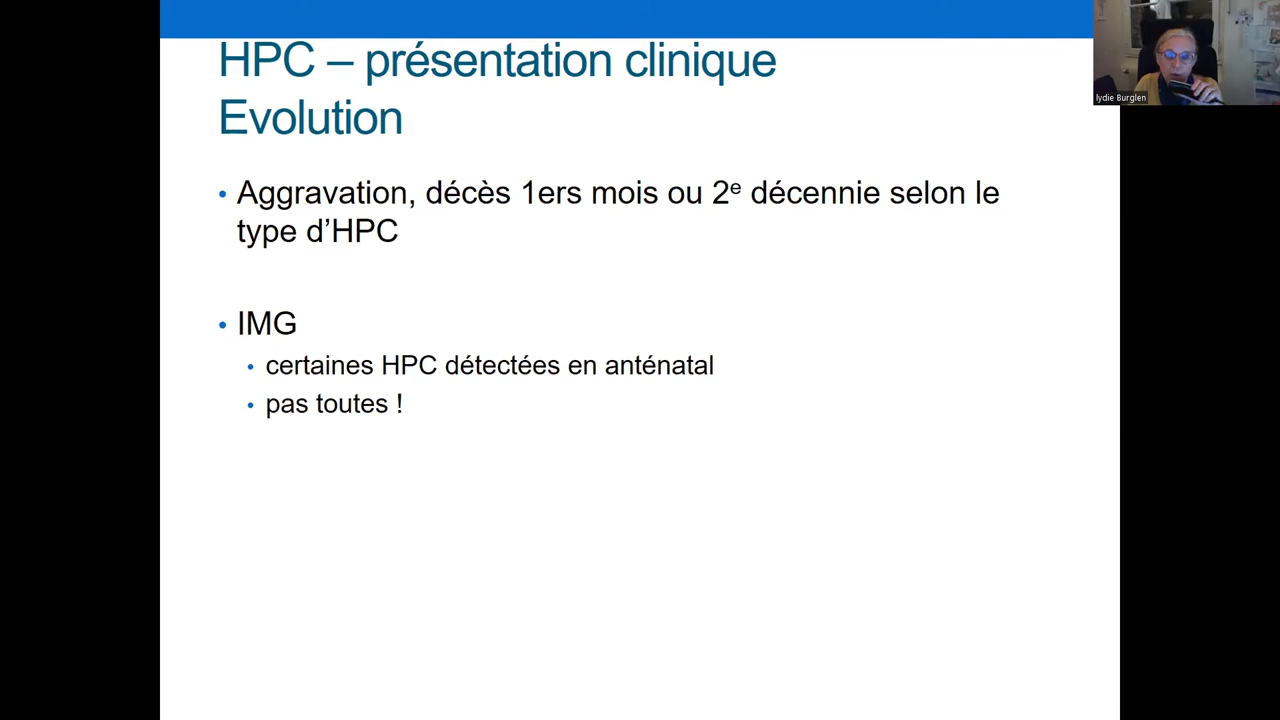 HPC – présentation clinique
Evolution
lydie Burglen
• Aggravation, décès 1ers mois ou 2e décennie selon le
type d’HPC
• IMG
• certaines HPC détectées en anténatal
• pas toutes !